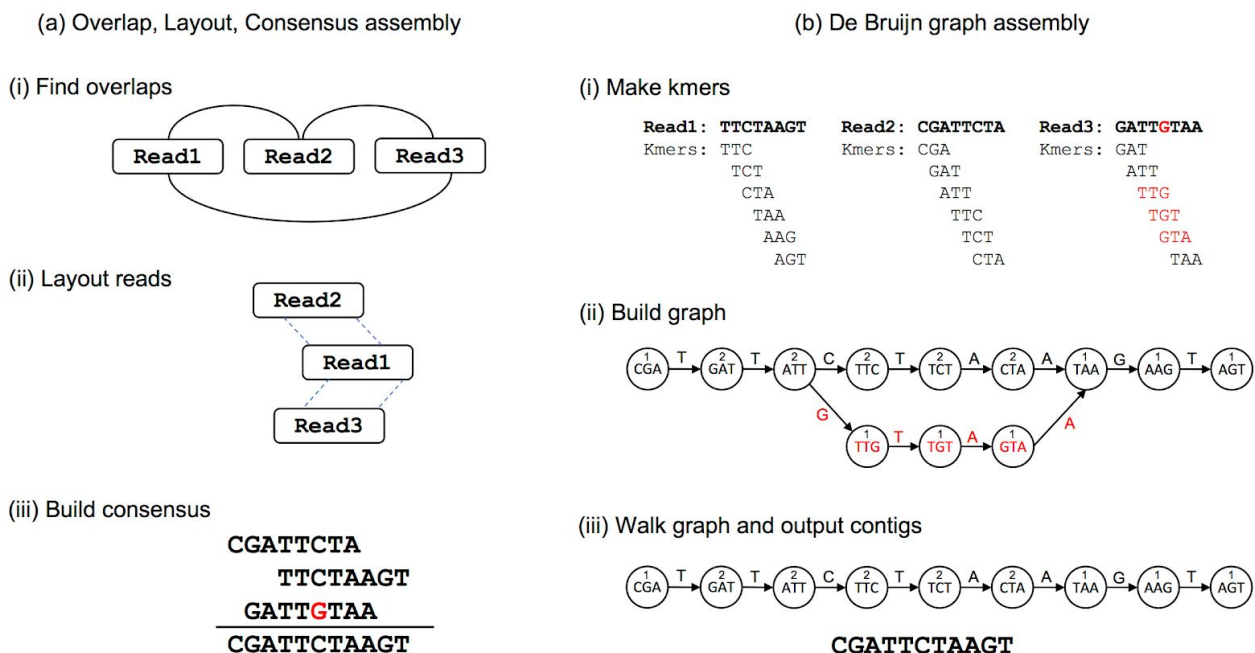 (a) Overlap, Layout, Consensus assembly
(i) Find overlaps
Read1 Read2 Read3
(ii) Layout reads
Read2
Read1
Read3
(iii) Build consensus
CGATTCTA
TTCTAAGT
GATTGTAA
CGATTCTAAGT
(b) De Bruijn graph assembly
(i) Make kmers
Read1: TTCTAAGT Read2: CGATTCTA Read3: GATTGTAA
Kmers: TTC Kmers: CGA Kmers: GAT
TCT GAT ATT
CTA ATT TTG
TAA TTC TGT
AAG TCT GTA
AGT CTA TAA
(ii) Build graph
T T C T A A G T
1 2 2 2 2 2 1 1 1
CGA GAT ATT TTC TCT CTA TAA AAG AGT
G T A A
1 1 1
TTG TGT GTA
(iii) Walk graph and output contigs
T T C T A A G T
1 2 2 2 2 2 1 1 1
CGA GAT ATT TTC TCT CTA TAA AAG AGT
CGATTCTAAGT